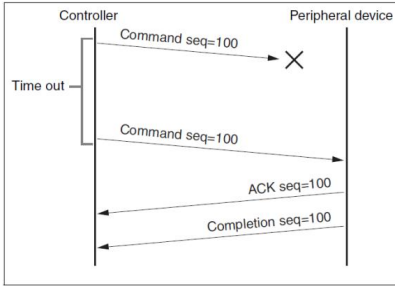 Controller
Peripheral device
Command seq=100
Time out
Command seq=100
ACK seq=100
Completion seq=100